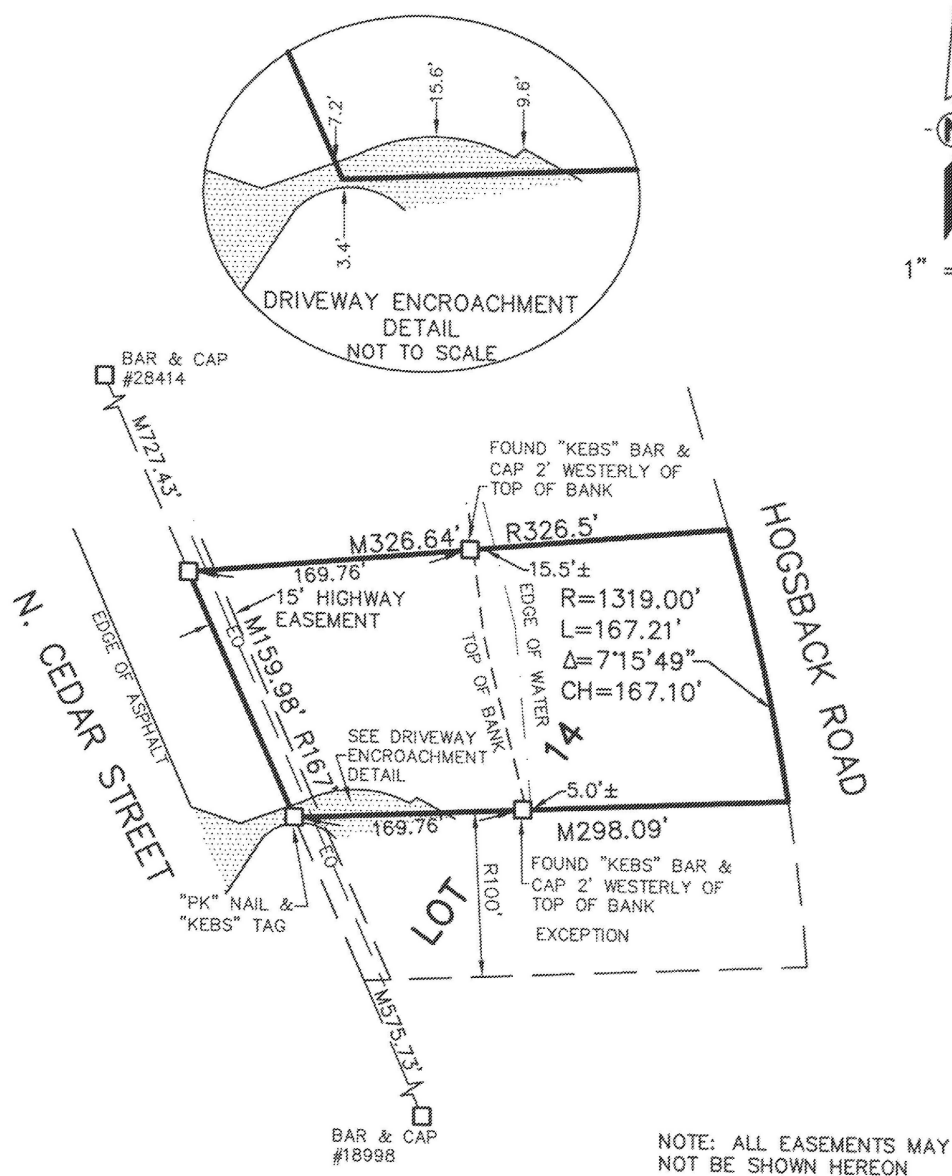 7.2'
15.6'
9.6'
3.4'
DRIVEWAY ENCROACHMENT
DETAIL
NOT TO SCALE
1" =
BAR & CAP
#28414
M727.43'
FOUND "KEBS" BAR &
CAP 2' WESTERLY OF
TOP OF BANK
M326.64'
R326.5'
169.76'
15.5'±
15' HIGHWAY
EASEMENT
R=1319.00'
L=167.21'
Δ=7°15'49"
CH=167.10'
HOGSBACK ROAD
N. CEDAR STREET
EDGE OF ASPHALT
EO
M159.98' R167'
TOP OF BANK
EDGE OF WATER
SEE DRIVEWAY
ENCROACHMENT
DETAIL
14
5.0'±
169.76'
M298.09'
EO
"PK" NAIL &
"KEBS" TAG
LOT
R100'
FOUND "KEBS" BAR &
CAP 2' WESTERLY OF
TOP OF BANK
EXCEPTION
M575.73'
BAR & CAP
#18998
NOTE: ALL EASEMENTS MAY
NOT BE SHOWN HEREON